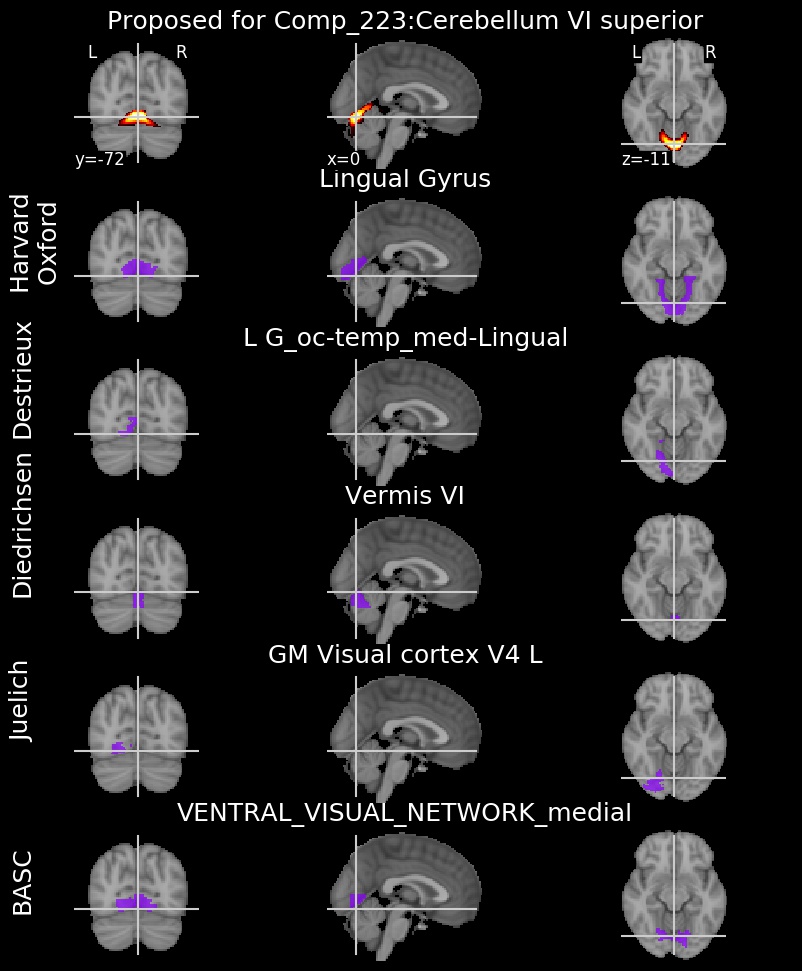 Proposed for Comp_223:Cerebellum VI superior
L R
L R
y=-72
x=0
z=-11
Lingual Gyrus
Harvard
Oxford
L G_oc-temp_med-Lingual
Destrieux
Vermis VI
Diedrichsen
GM Visual cortex V4 L
Juelich
VENTRAL_VISUAL_NETWORK_medial
BASC